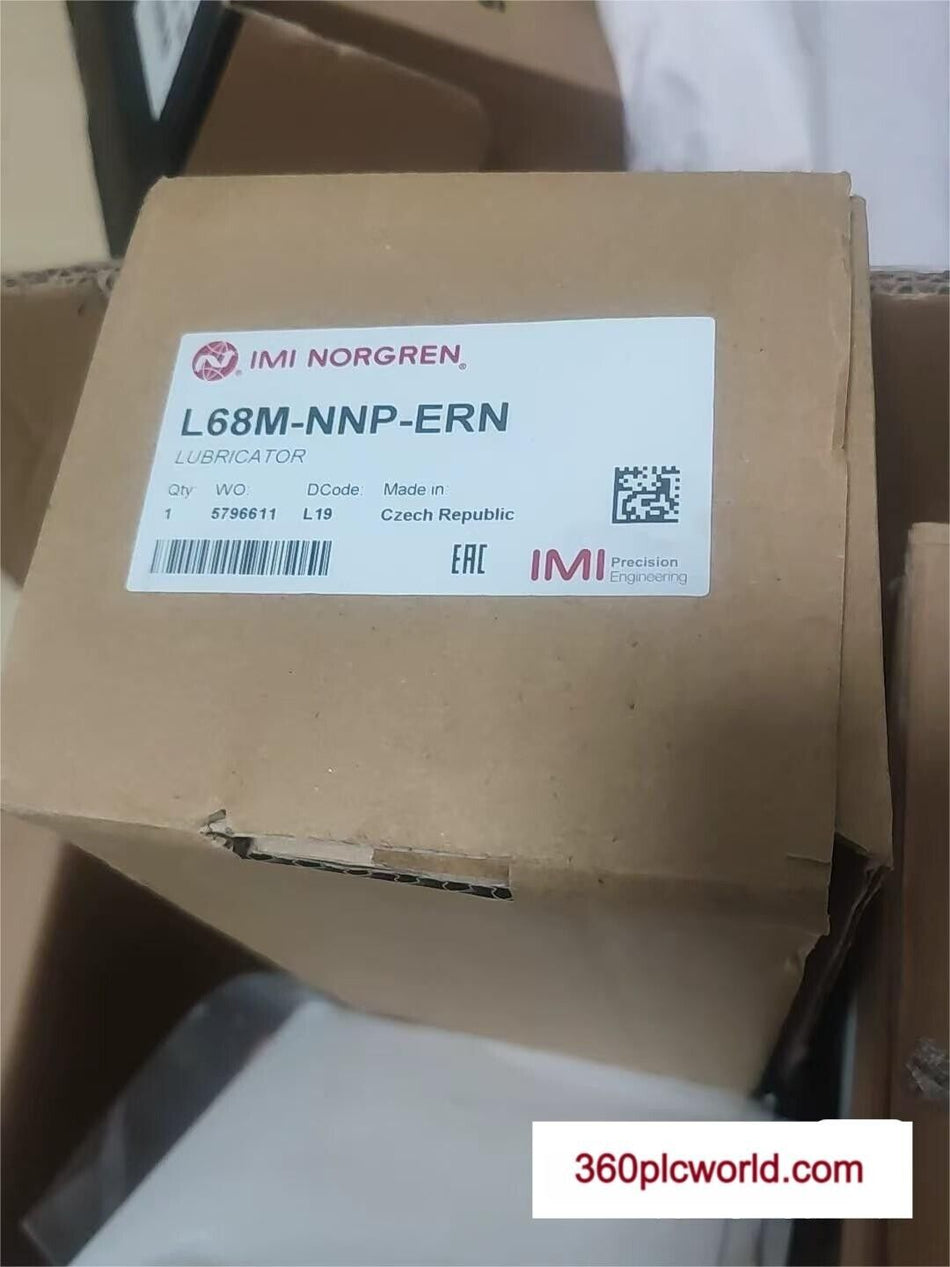 IMI NORGREN®
L68M-NNP-ERN
LUBRICATOR
Qty: WO: DCode: Made in:
1 5796611 L19 Czech Republic
EAC IMI Precision
Engineering
360plcworld.com